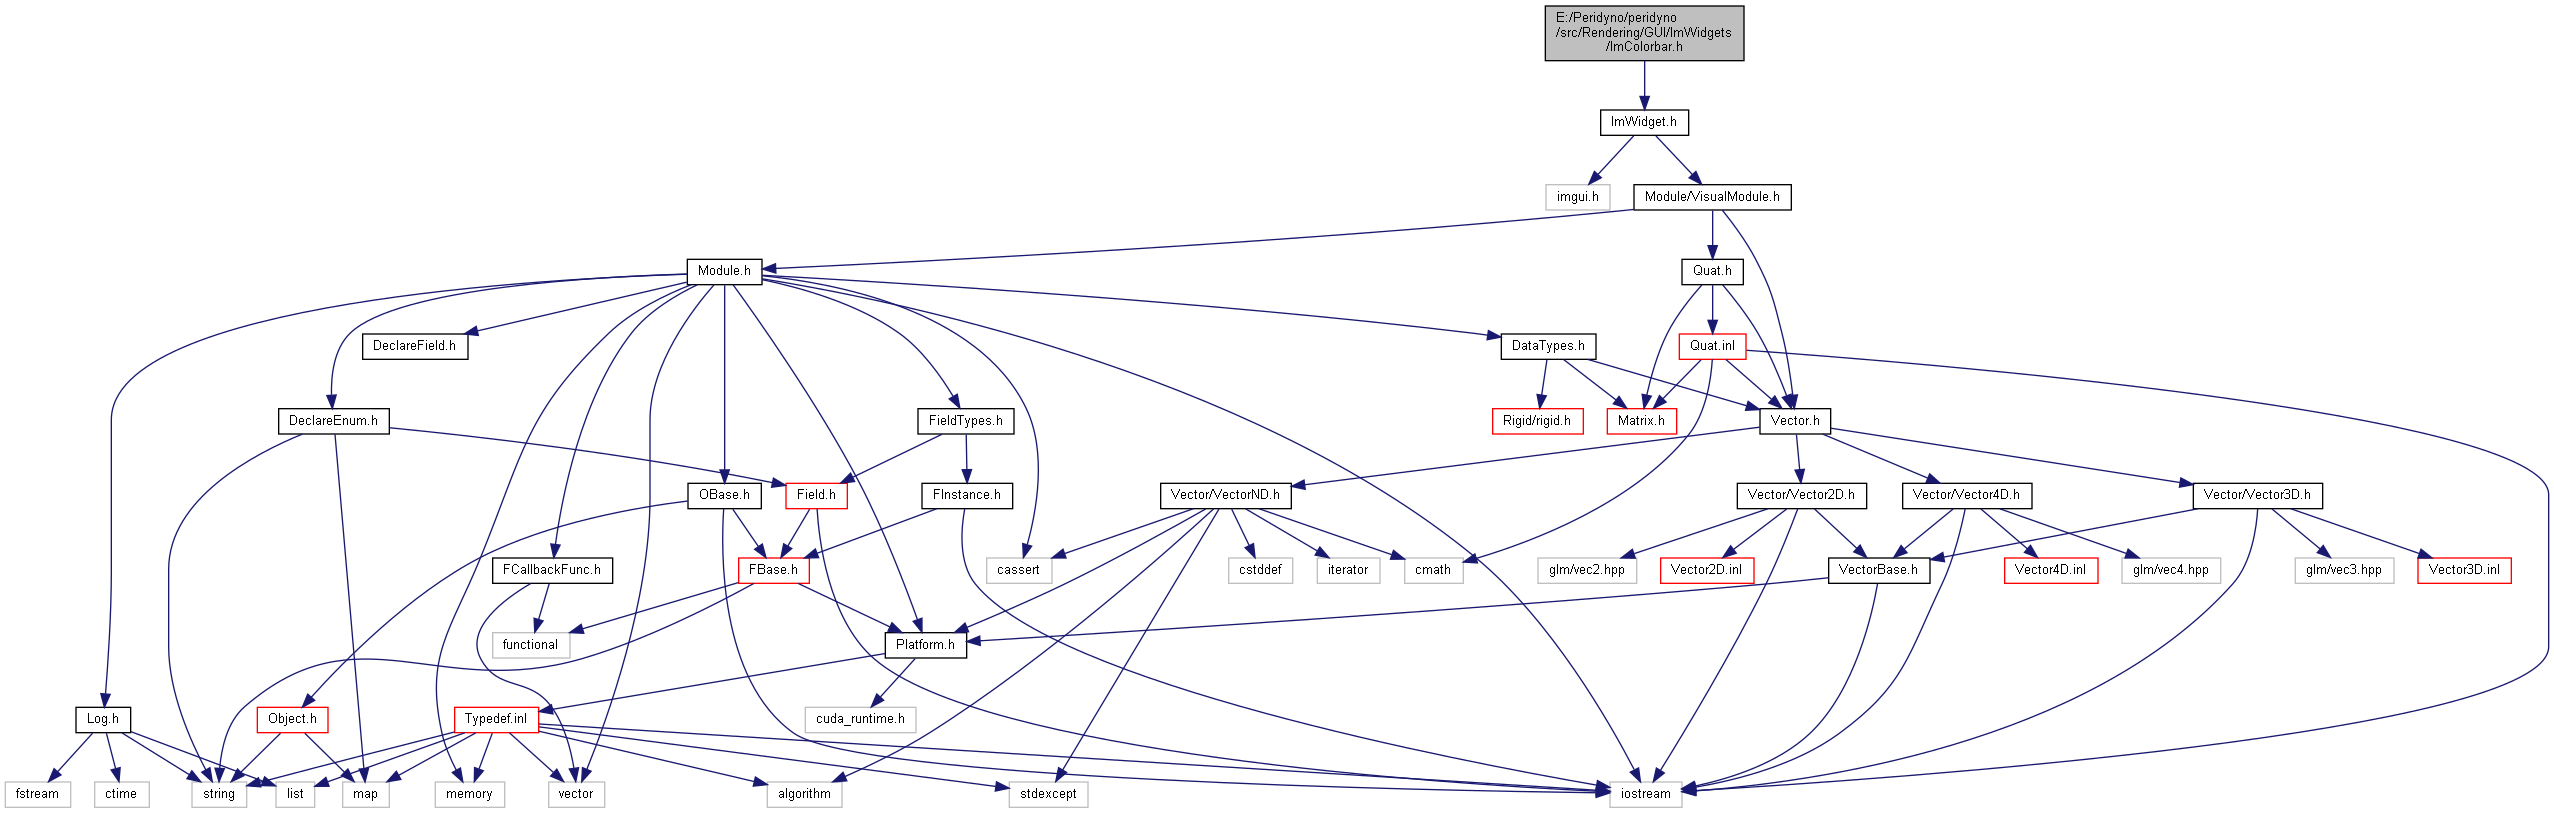 E:/Peridyno/peridyno
/src/Rendering/GUI/ImWidgets
/ImColorbar.h
ImWidget.h
imgui.h
Module/VisualModule.h
Module.h
Quat.h
DeclareField.h
DataTypes.h
Quat.inl
DeclareEnum.h
FieldTypes.h
Rigid/rigid.h
Matrix.h
Vector.h
OBase.h
Field.h
FInstance.h
Vector/VectorND.h
Vector/Vector2D.h
Vector/Vector4D.h
Vector/Vector3D.h
FCallbackFunc.h
FBase.h
cassert
cstddef
iterator
cmath
glm/vec2.hpp
Vector2D.inl
VectorBase.h
Vector4D.inl
glm/vec4.hpp
glm/vec3.hpp
Vector3D.inl
functional
Platform.h
Log.h
Object.h
Typedef.inl
cuda_runtime.h
fstream
ctime
string
list
map
memory
vector
algorithm
stdexcept
iostream